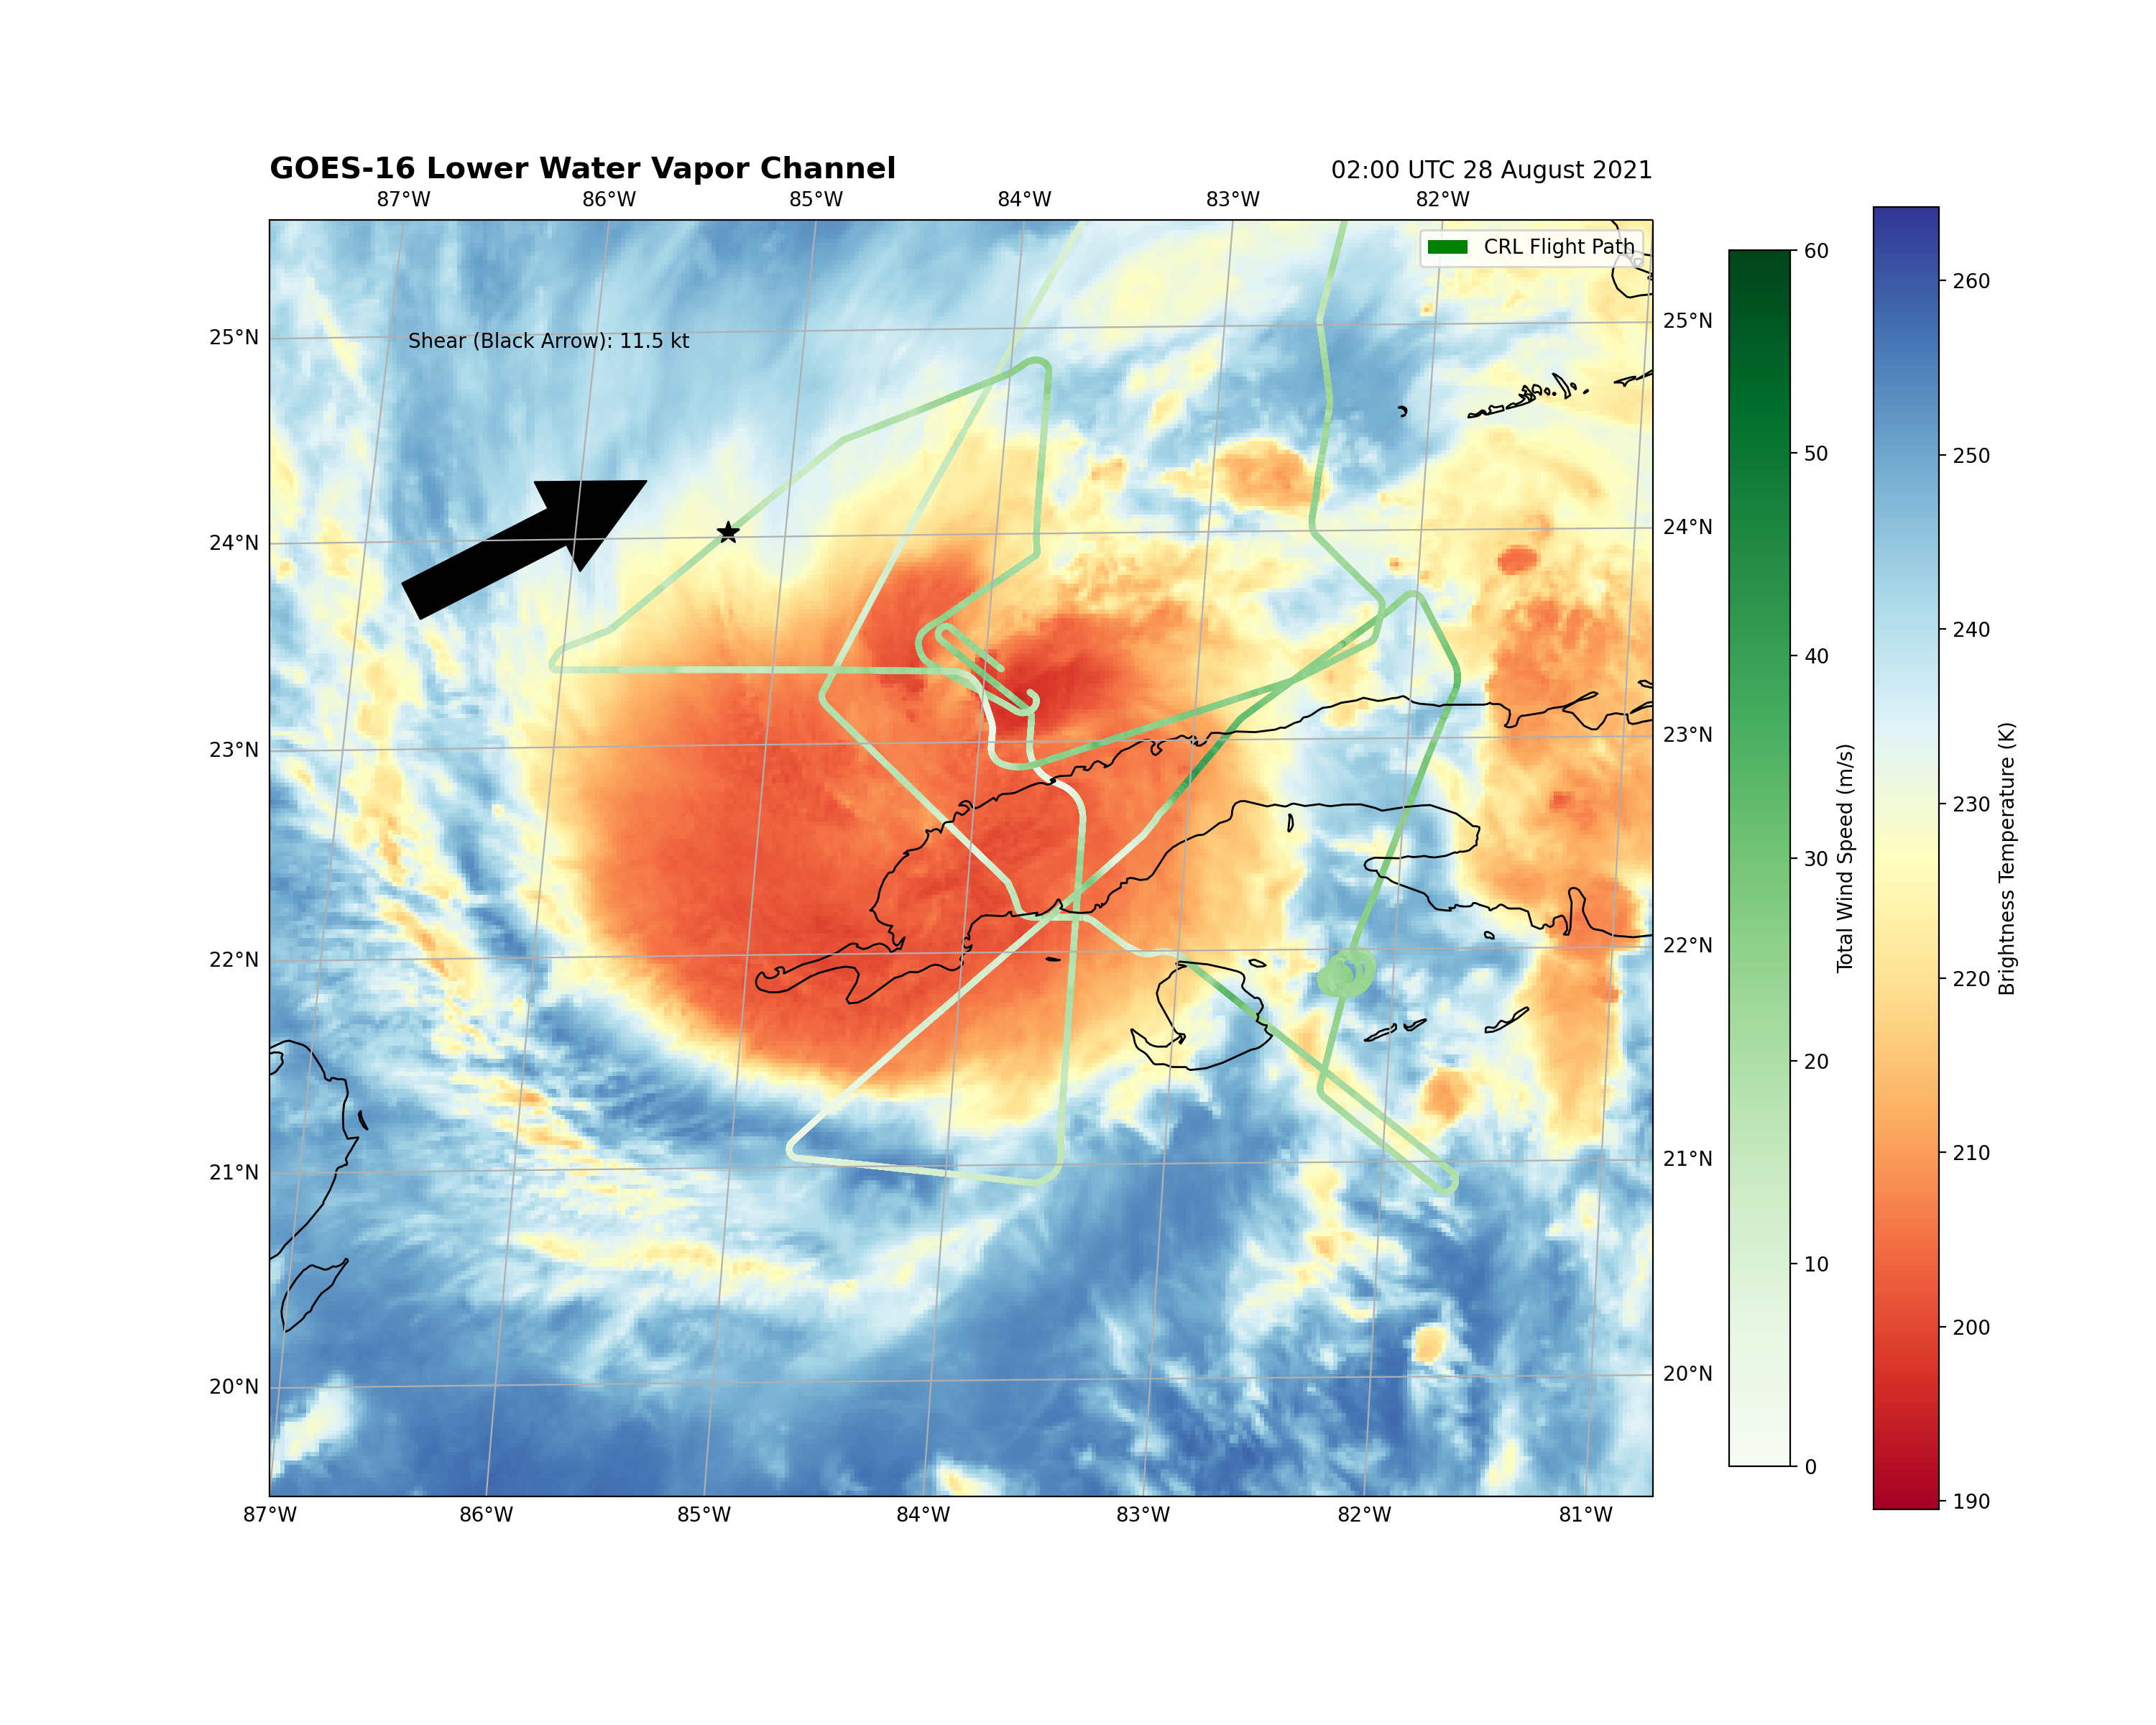 GOES-16 Lower Water Vapor Channel
02:00 UTC 28 August 2021
87°W 86°W 85°W 84°W 83°W 82°W
CRL Flight Path
Shear (Black Arrow): 11.5 kt
25°N
24°N
23°N
22°N
21°N
20°N
25°N
24°N
23°N
22°N
21°N
20°N
87°W 86°W 85°W 84°W 83°W 82°W 81°W
60
50
40
30
20
10
0
Total Wind Speed (m/s)
260
250
240
230
220
210
200
190
Brightness Temperature (K)